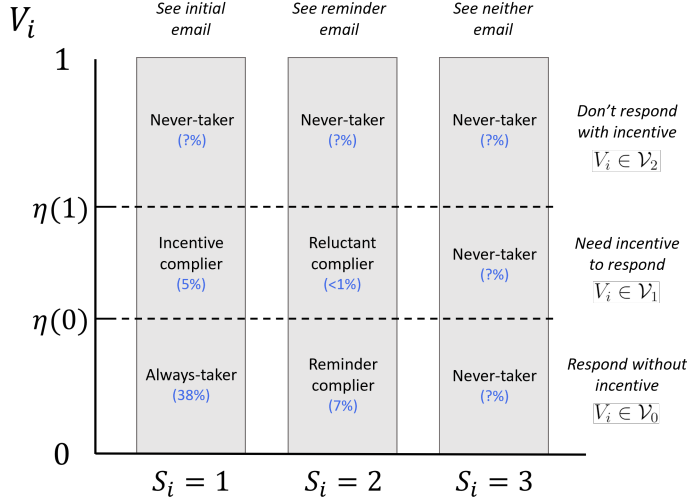 V_i
See initial
email
See reminder
email
See neither
email
1
Never-taker
(?%)
Never-taker
(?%)
Never-taker
(?%)
Don't respond
with incentive
V_i ∈ 𝒱_2
η(1)
Incentive
complier
(5%)
Reluctant
complier
(<1%)
Never-taker
(?%)
Need incentive
to respond
V_i ∈ 𝒱_1
η(0)
Always-taker
(38%)
Reminder
complier
(7%)
Never-taker
(?%)
Respond without
incentive
V_i ∈ 𝒱_0
0
S_i = 1
S_i = 2
S_i = 3